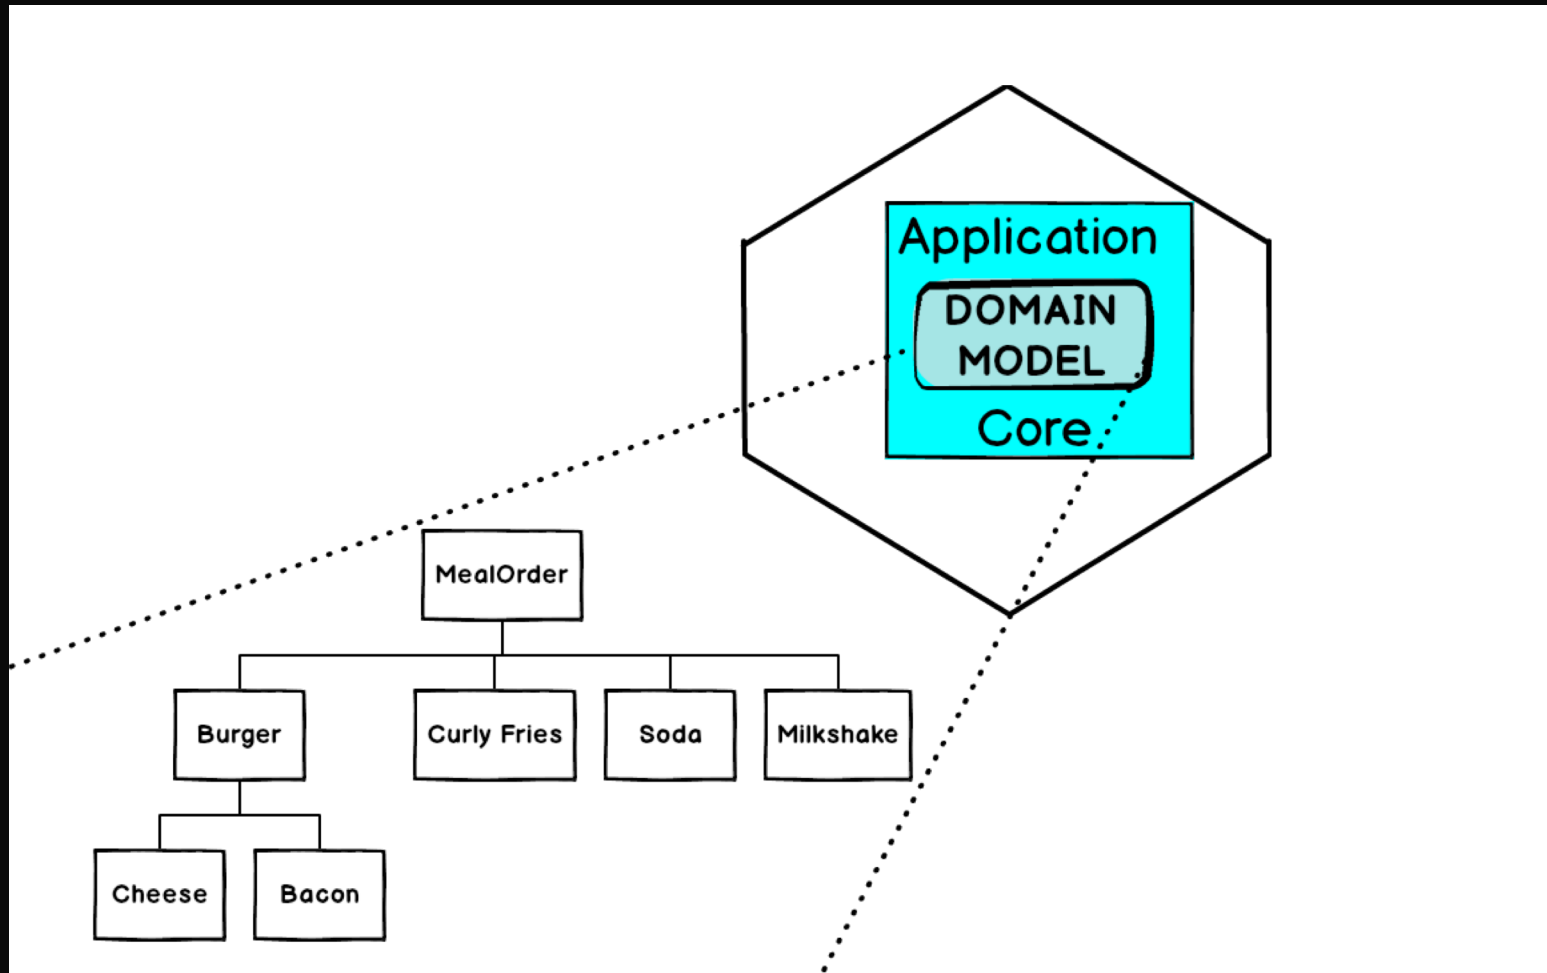 Application
DOMAIN
MODEL
Core
MealOrder
Burger
Curly Fries
Soda
Milkshake
Cheese
Bacon